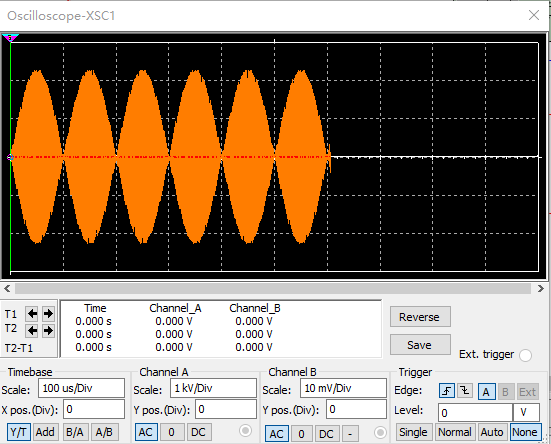 Oscilloscope-XSC1
T1
T2
T2-T1
Time Channel_A Channel_B
0.000 s 0.000 V 0.000 V
0.000 s 0.000 V 0.000 V
0.000 s 0.000 V 0.000 V
Reverse
Save
Ext. trigger
Timebase
Scale: 100 us/Div
X pos.(Div): 0
Y/T Add B/A A/B
Channel A
Scale: 1 kV/Div
Y pos.(Div): 0
AC 0 DC
Channel B
Scale: 10 mV/Div
Y pos.(Div): 0
AC 0 DC -
Trigger
Edge: A B Ext
Level: 0 V
Single Normal Auto None